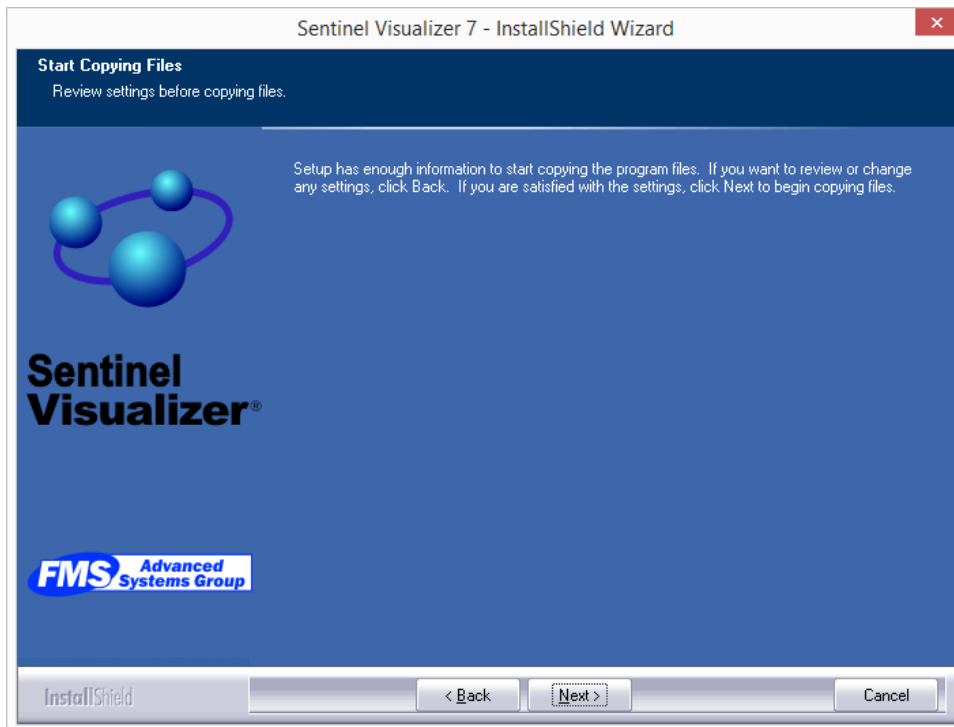 Sentinel Visualizer 7 - InstallShield Wizard
×
Start Copying Files
Review settings before copying files.
Setup has enough information to start copying the program files. If you want to review or change
any settings, click Back. If you are satisfied with the settings, click Next to begin copying files.
Sentinel
Visualizer®
FMS Advanced
Systems Group
InstallShield
< Back
Next >
Cancel